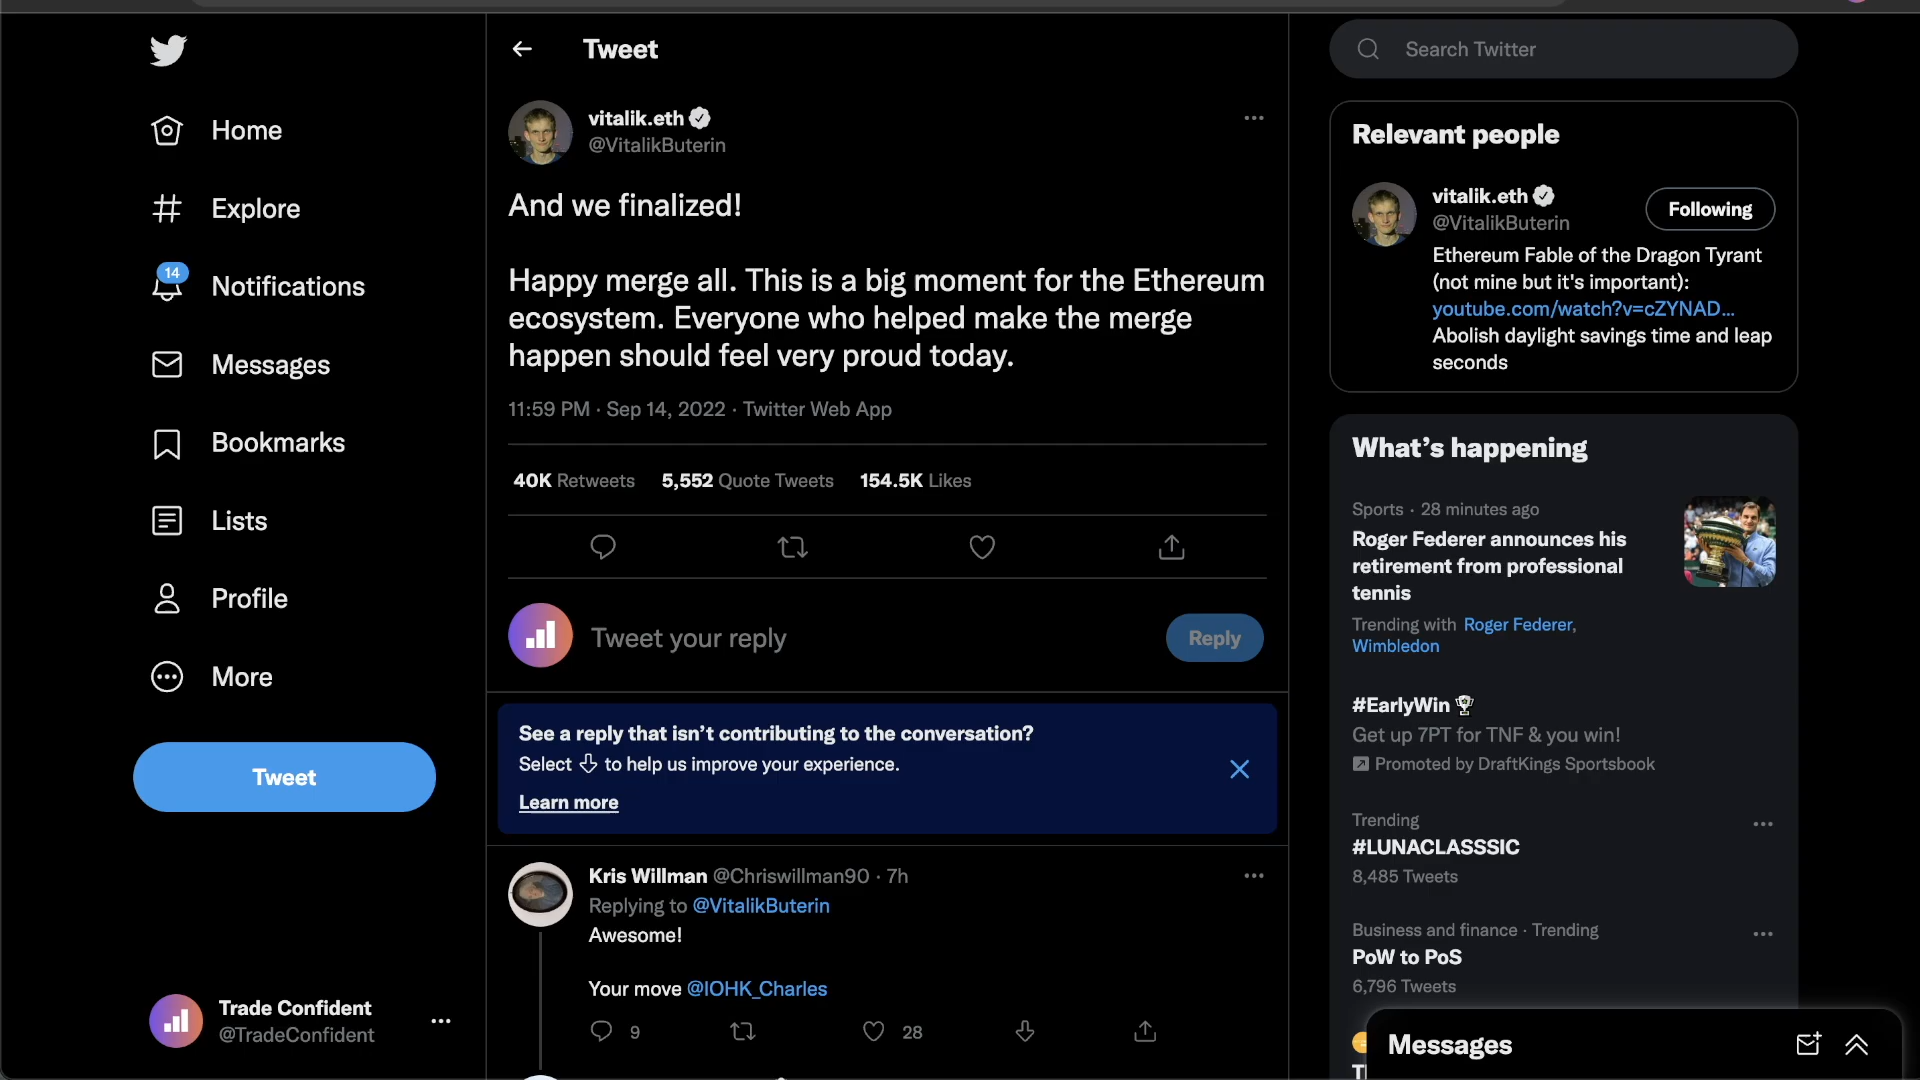 Home
Explore
14
Notifications
Messages
Bookmarks
Lists
Profile
More
Tweet
Trade Confident
@TradeConfident
Tweet
vitalik.eth
@VitalikButerin
And we finalized!
Happy merge all. This is a big moment for the Ethereum
ecosystem. Everyone who helped make the merge
happen should feel very proud today.
11:59 PM · Sep 14, 2022 · Twitter Web App
40K Retweets 5,552 Quote Tweets 154.5K Likes
Tweet your reply
Reply
See a reply that isn’t contributing to the conversation?
Select to help us improve your experience.
Learn more
Kris Willman @Chriswillman90 · 7h
Replying to @VitalikButerin
Awesome!
Your move @IOHK_Charles
9 28
Search Twitter
Relevant people
vitalik.eth
@VitalikButerin
Following
Ethereum Fable of the Dragon Tyrant
(not mine but it's important):
youtube.com/watch?v=cZYNAD...
Abolish daylight savings time and leap
seconds
What’s happening
Sports · 28 minutes ago
Roger Federer announces his
retirement from professional
tennis
Trending with Roger Federer,
Wimbledon
#EarlyWin
Get up 7PT for TNF & you win!
Promoted by DraftKings Sportsbook
Trending
#LUNACLASSSIC
8,485 Tweets
Business and finance · Trending
PoW to PoS
6,796 Tweets
Messages